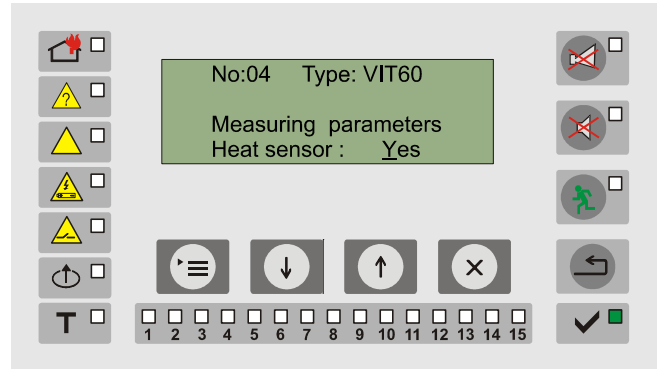 No:04 Type: VIT60
Measuring parameters
Heat sensor : Yes
?
T
1 2 3 4 5 6 7 8 9 10 11 12 13 14 15